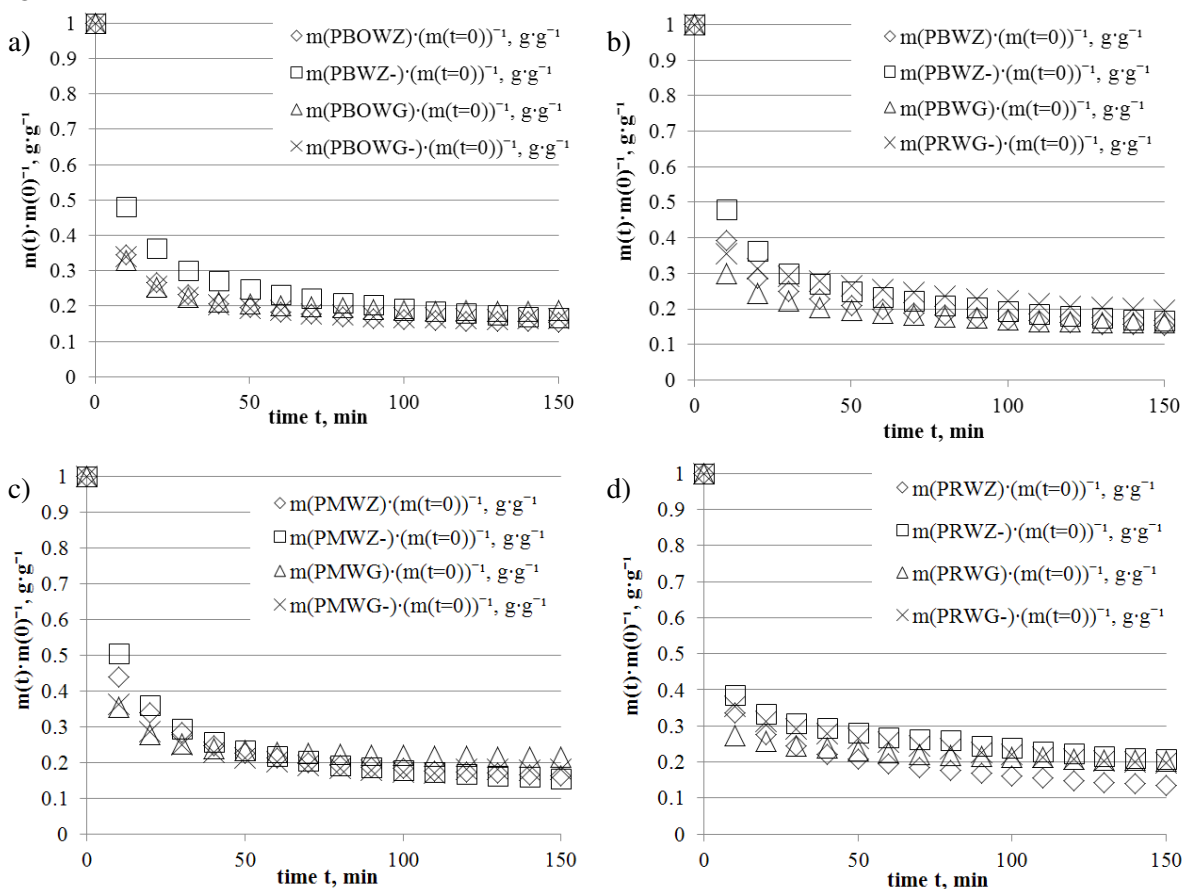 a)
m(t)·m(0)⁻¹, g·g⁻¹
1
0.9
0.8
0.7
0.6
0.5
0.4
0.3
0.2
0.1
0
m(PBOWZ)·(m(t=0))⁻¹, g·g⁻¹
m(PBWZ-)·(m(t=0))⁻¹, g·g⁻¹
m(PBOWG)·(m(t=0))⁻¹, g·g⁻¹
m(PBOWG-)·(m(t=0))⁻¹, g·g⁻¹
0 50 100 150
time t, min
b)
m(t)·m(0)⁻¹, g·g⁻¹
1
0.9
0.8
0.7
0.6
0.5
0.4
0.3
0.2
0.1
0
m(PBWZ)·(m(t=0))⁻¹, g·g⁻¹
m(PBWZ-)·(m(t=0))⁻¹, g·g⁻¹
m(PBWG)·(m(t=0))⁻¹, g·g⁻¹
m(PRWG-)·(m(t=0))⁻¹, g·g⁻¹
0 50 100 150
time t, min
c)
m(t)·m(0)⁻¹, g·g⁻¹
1
0.9
0.8
0.7
0.6
0.5
0.4
0.3
0.2
0.1
0
m(PMWZ)·(m(t=0))⁻¹, g·g⁻¹
m(PMWZ-)·(m(t=0))⁻¹, g·g⁻¹
m(PMWG)·(m(t=0))⁻¹, g·g⁻¹
m(PMWG-)·(m(t=0))⁻¹, g·g⁻¹
0 50 100 150
time t, min
d)
m(t)·m(0)⁻¹, g·g⁻¹
1
0.9
0.8
0.7
0.6
0.5
0.4
0.3
0.2
0.1
0
m(PRWZ)·(m(t=0))⁻¹, g·g⁻¹
m(PRWZ-)·(m(t=0))⁻¹, g·g⁻¹
m(PRWG)·(m(t=0))⁻¹, g·g⁻¹
m(PRWG-)·(m(t=0))⁻¹, g·g⁻¹
0 50 100 150
time t, min